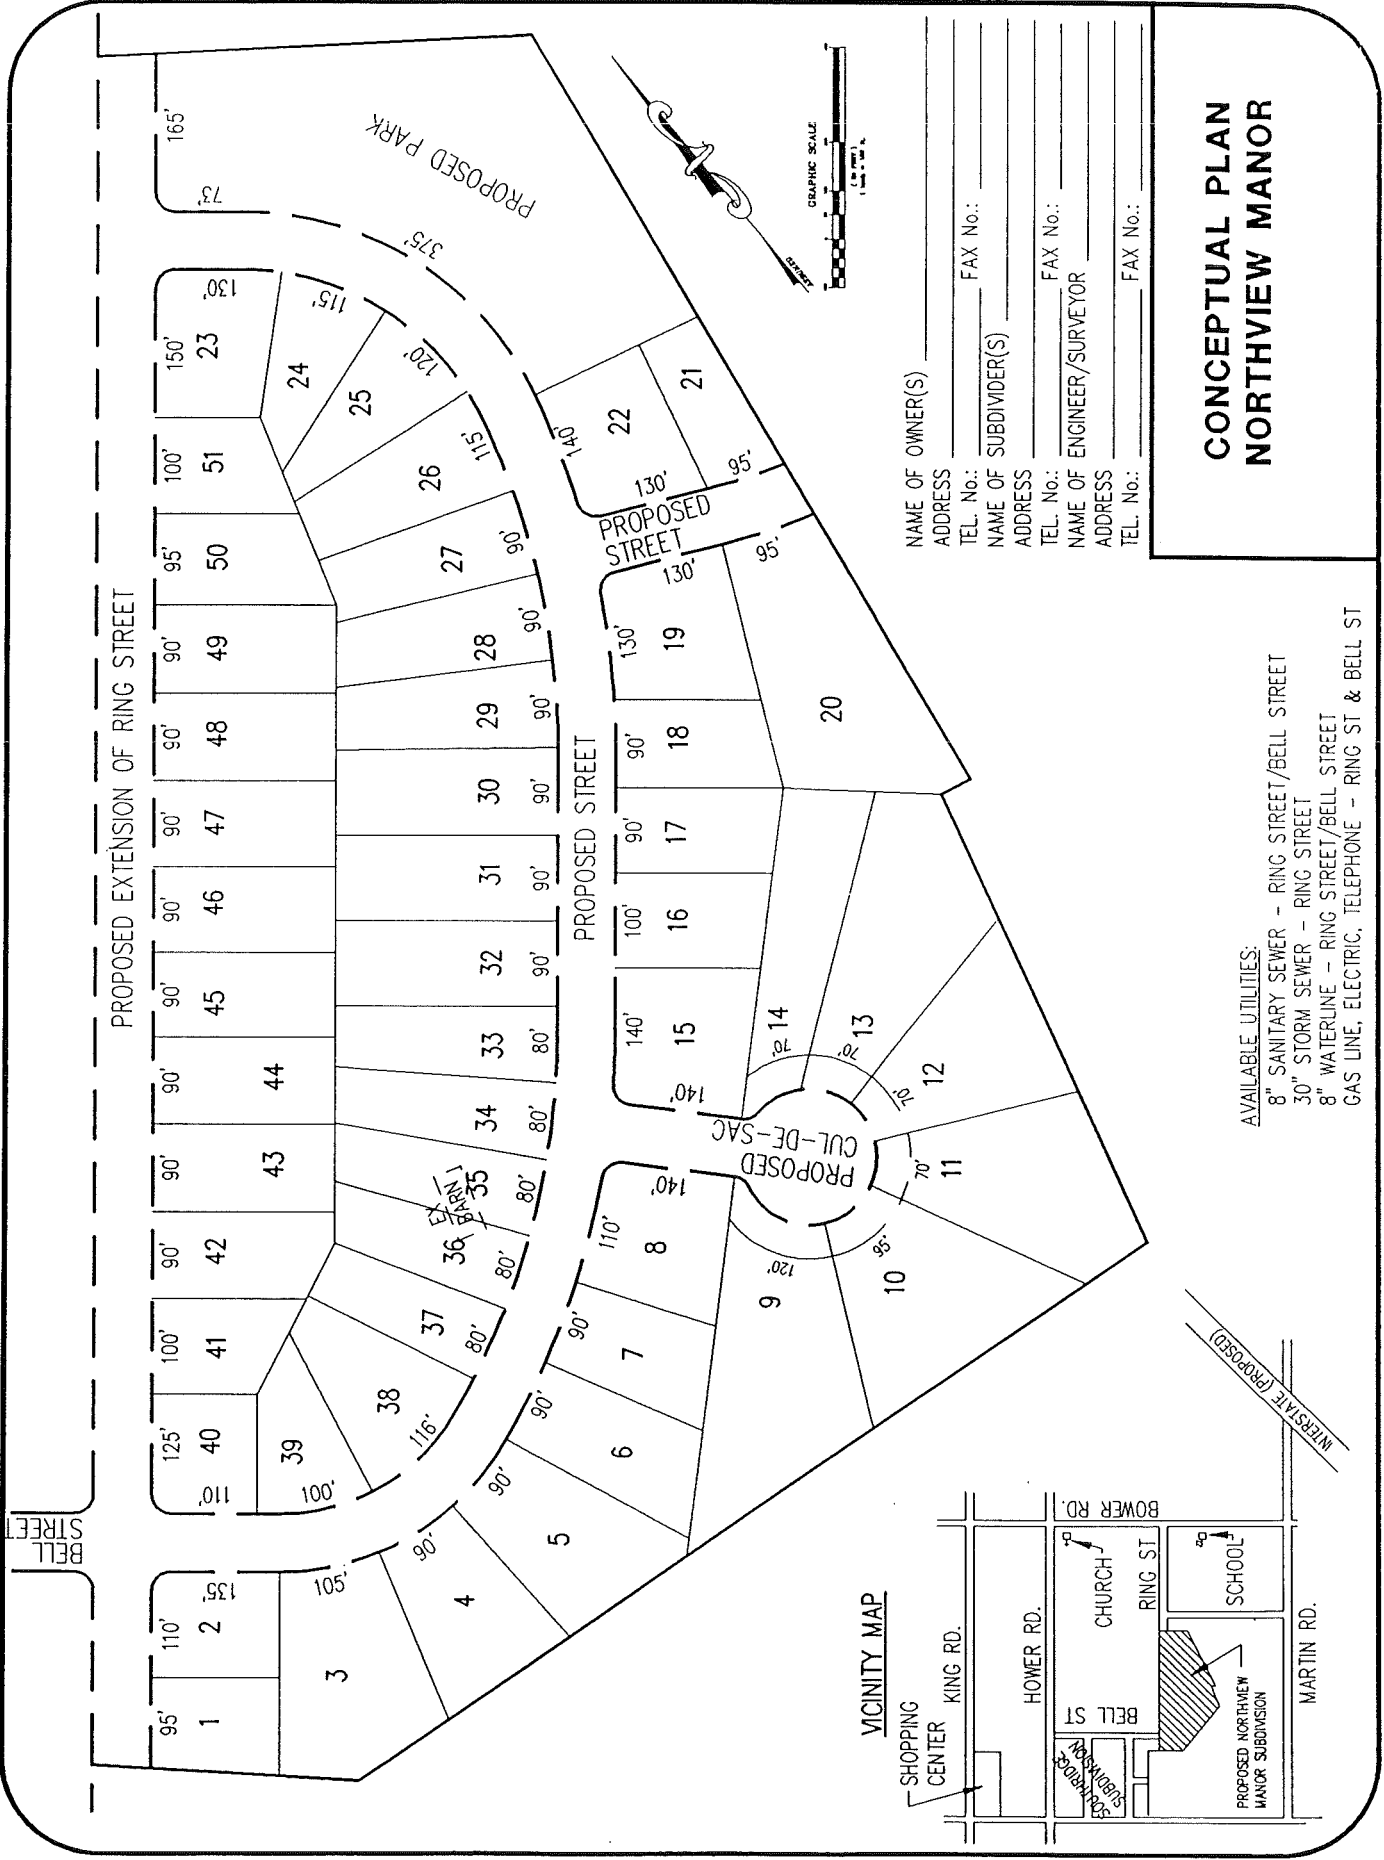 BELL
STREET
PROPOSED EXTENSION OF RING STREET
95'
110'
125'
100'
90'
90'
90'
90'
90'
90'
90'
90'
95'
100'
150'
165'
1
2
40
41
42
43
44
45
46
47
48
49
50
51
23
135'
110'
130'
73'
3
39
38
37
36
35
34
33
32
31
30
29
28
27
26
25
24
105'
100'
116'
80'
80'
80'
80'
80'
90'
90'
90'
90'
90'
90'
115'
120'
115'
375'
EX
BARN
PROPOSED PARK
PROPOSED STREET
4
5
6
7
8
90'
90'
90'
90'
110'
140'
140'
PROPOSED
CUL-DE-SAC
9
10
11
12
13
14
120'
95'
70'
70'
70'
70'
15
16
17
18
19
140'
100'
90'
90'
130'
130'
95'
20
PROPOSED
STREET
140'
130'
95'
22
21
GRAPHIC SCALE
NAME OF OWNER(S)
ADDRESS
TEL. No.: FAX No.:
NAME OF SUBDIVIDER(S)
ADDRESS
TEL. No.: FAX No.:
NAME OF ENGINEER/SURVEYOR
ADDRESS
TEL. No.: FAX No.:
CONCEPTUAL PLAN
NORTHVIEW MANOR
AVAILABLE UTILITIES:
8" SANITARY SEWER - RING STREET/BELL STREET
30" STORM SEWER - RING STREET
8" WATERLINE - RING STREET/BELL STREET
GAS LINE, ELECTRIC, TELEPHONE - RING ST & BELL ST
VICINITY MAP
SHOPPING
CENTER
KING RD.
HOWER RD.
BOWER RD.
CHURCH
RING ST
SCHOOL
BELL ST
SOUTHRIDGE
SUBDIVISION
PROPOSED NORTHVIEW
MANOR SUBDIVISION
MARTIN RD.
INTERSTATE (PROPOSED)